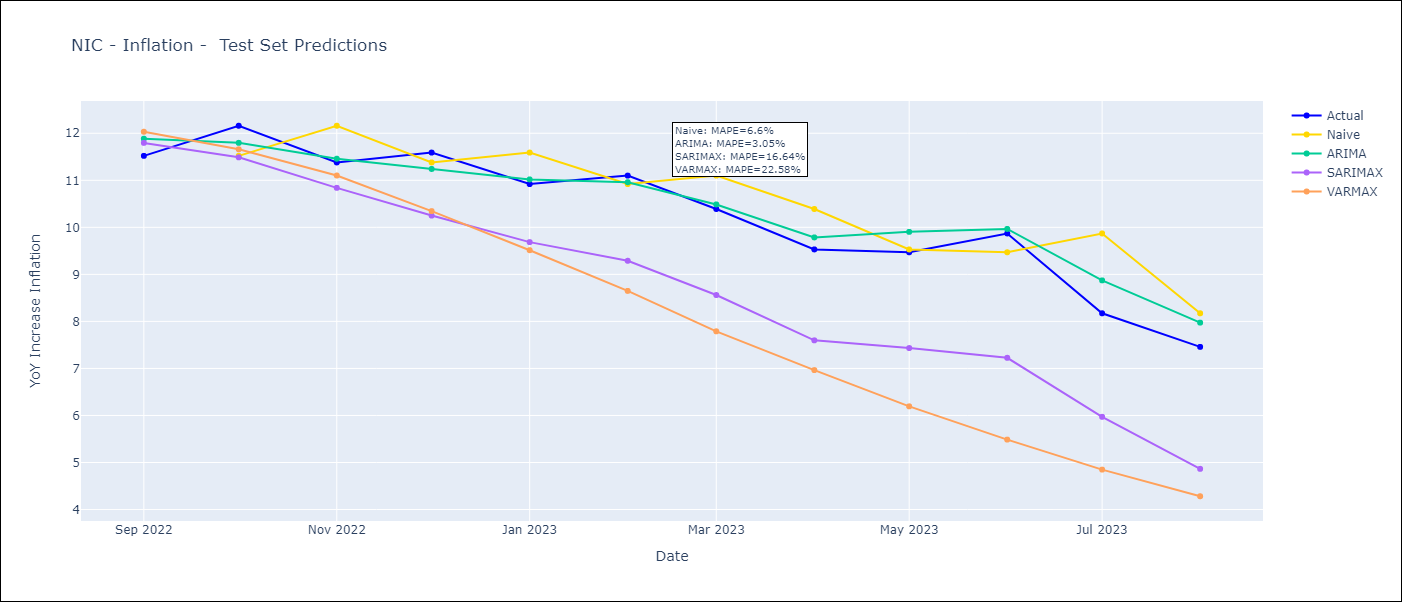 NIC - Inflation -  Test Set Predictions
Actual
Naive
ARIMA
SARIMAX
VARMAX
Naive: MAPE=6.6%
ARIMA: MAPE=3.05%
SARIMAX: MAPE=16.64%
VARMAX: MAPE=22.58%
YoY Increase Inflation
12
11
10
9
8
7
6
5
4
Sep 2022
Nov 2022
Jan 2023
Mar 2023
May 2023
Jul 2023
Date